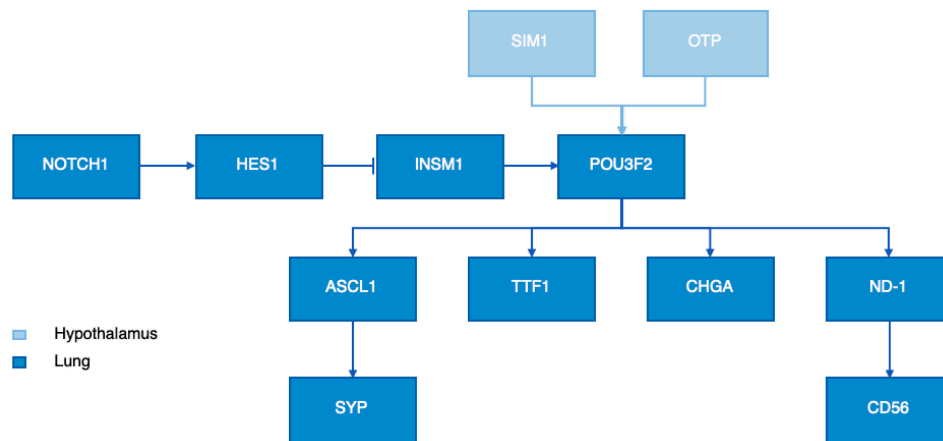 SIM1
OTP
NOTCH1
HES1
INSM1
POU3F2
ASCL1
TTF1
CHGA
ND-1
Hypothalamus
Lung
SYP
CD56